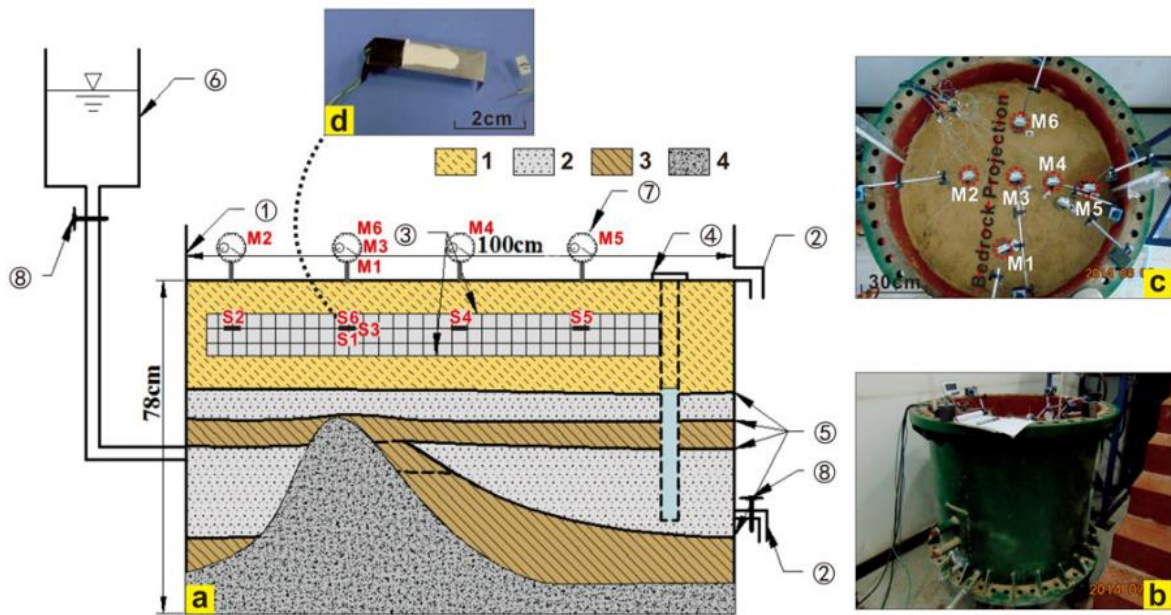 ⑥
⑧
①
M2
M6
M3
M1
③
M4
100cm
⑦
M5
④
②
d
2cm
1
2
3
4
S2
S6
S3
S1
S4
S5
78cm
⑤
⑧
②
a
M6
M4
M2
M3
M5
M1
Bedrock Projection
30cm
c
b